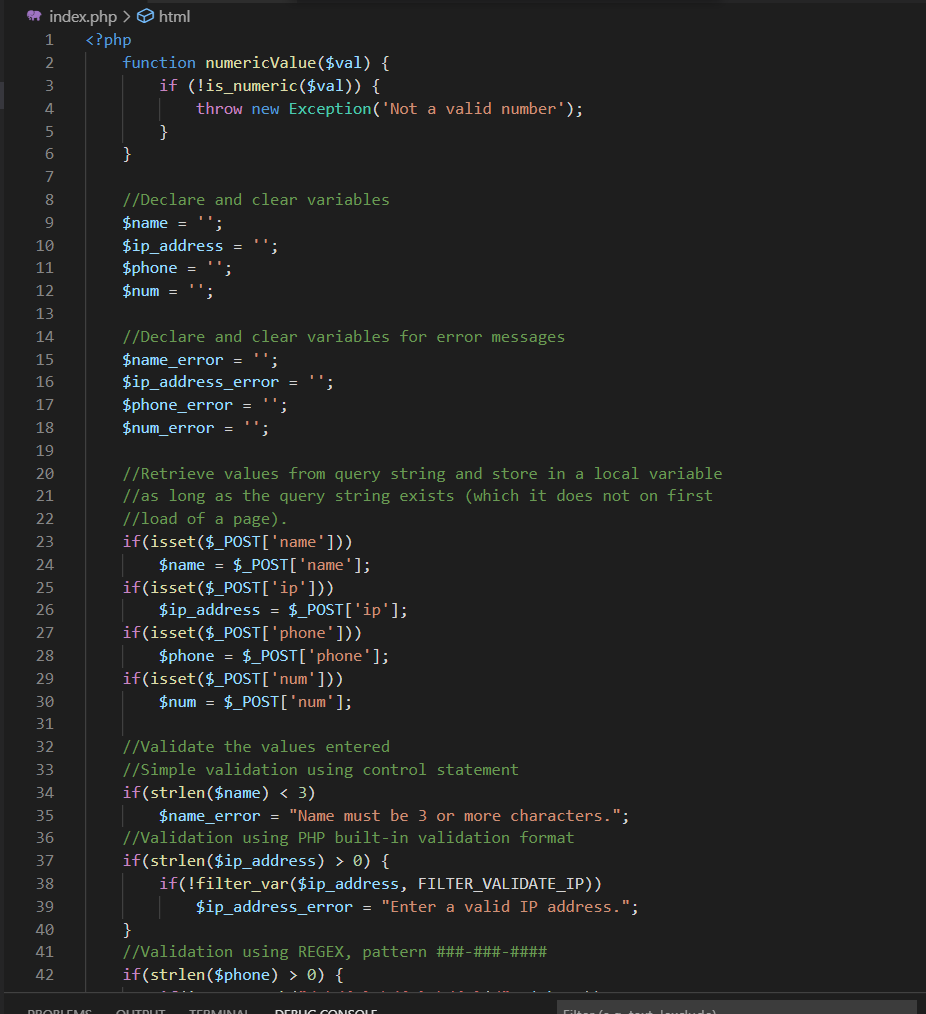 index.php > html
1 <?php
2 function numericValue($val) {
3 if (!is_numeric($val)) {
4 throw new Exception('Not a valid number');
5 }
6 }
7
8 //Declare and clear variables
9 $name = '';
10 $ip_address = '';
11 $phone = '';
12 $num = '';
13
14 //Declare and clear variables for error messages
15 $name_error = '';
16 $ip_address_error = '';
17 $phone_error = '';
18 $num_error = '';
19
20 //Retrieve values from query string and store in a local variable
21 //as long as the query string exists (which it does not on first
22 //load of a page).
23 if(isset($_POST['name']))
24 $name = $_POST['name'];
25 if(isset($_POST['ip']))
26 $ip_address = $_POST['ip'];
27 if(isset($_POST['phone']))
28 $phone = $_POST['phone'];
29 if(isset($_POST['num']))
30 $num = $_POST['num'];
31
32 //Validate the values entered
33 //Simple validation using control statement
34 if(strlen($name) < 3)
35 $name_error = "Name must be 3 or more characters.";
36 //Validation using PHP built-in validation format
37 if(strlen($ip_address) > 0) {
38 if(!filter_var($ip_address, FILTER_VALIDATE_IP))
39 $ip_address_error = "Enter a valid IP address.";
40 }
41 //Validation using REGEX, pattern ###-###-####
42 if(strlen($phone) > 0) {
PROBLEMS OUTPUT TERMINAL DEBUG CONSOLE